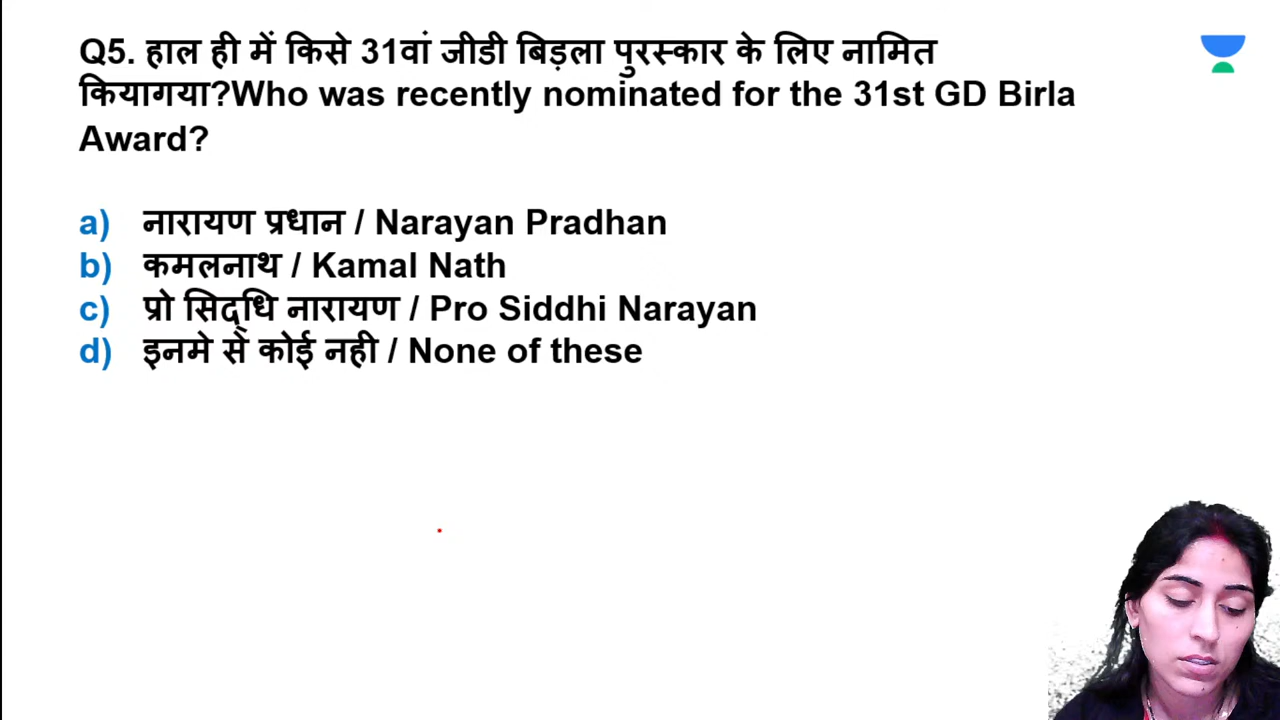 Q5. हाल ही में किसे 31वां जीडी बिड़ला पुरस्कार के लिए नामित
कियागया?Who was recently nominated for the 31st GD Birla
Award?
a) नारायण प्रधान / Narayan Pradhan
b) कमलनाथ / Kamal Nath
c) प्रो सिद्धि नारायण / Pro Siddhi Narayan
d) इनमे से कोई नही / None of these